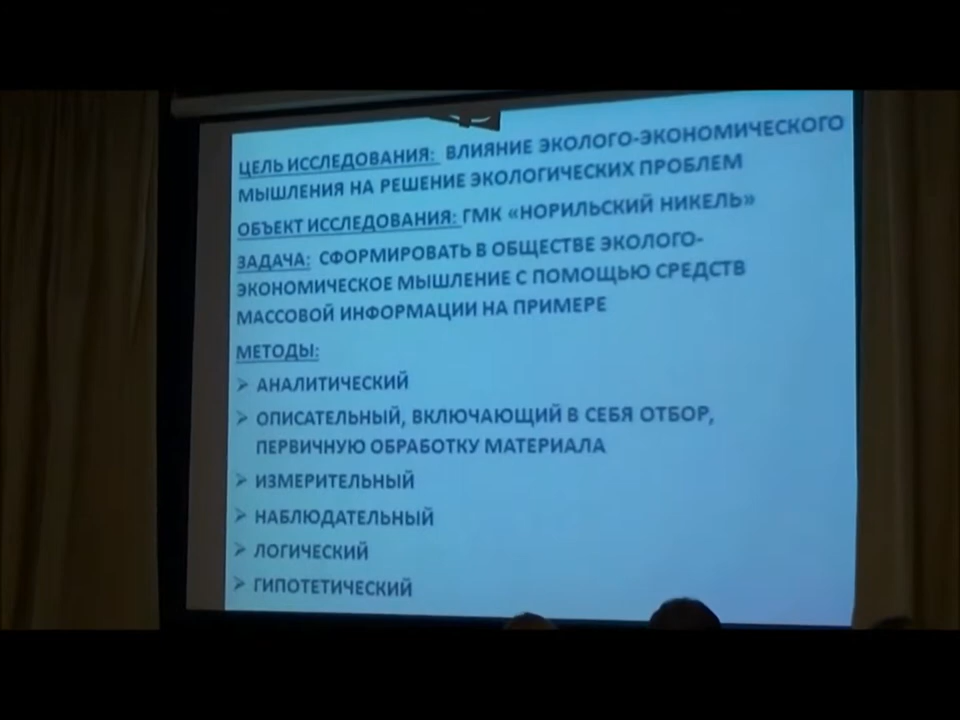 ЦЕЛЬ ИССЛЕДОВАНИЯ: ВЛИЯНИЕ ЭКОЛОГО-ЭКОНОМИЧЕСКОГО
МЫШЛЕНИЯ НА РЕШЕНИЕ ЭКОЛОГИЧЕСКИХ ПРОБЛЕМ
ОБЪЕКТ ИССЛЕДОВАНИЯ: ГМК «НОРИЛЬСКИЙ НИКЕЛЬ»
ЗАДАЧА: СФОРМИРОВАТЬ В ОБЩЕСТВЕ ЭКОЛОГО-
ЭКОНОМИЧЕСКОЕ МЫШЛЕНИЕ С ПОМОЩЬЮ СРЕДСТВ
МАССОВОЙ ИНФОРМАЦИИ НА ПРИМЕРЕ
МЕТОДЫ:
➢ АНАЛИТИЧЕСКИЙ
➢ ОПИСАТЕЛЬНЫЙ, ВКЛЮЧАЮЩИЙ В СЕБЯ ОТБОР,
ПЕРВИЧНУЮ ОБРАБОТКУ МАТЕРИАЛА
➢ ИЗМЕРИТЕЛЬНЫЙ
➢ НАБЛЮДАТЕЛЬНЫЙ
➢ ЛОГИЧЕСКИЙ
➢ ГИПОТЕТИЧЕСКИЙ